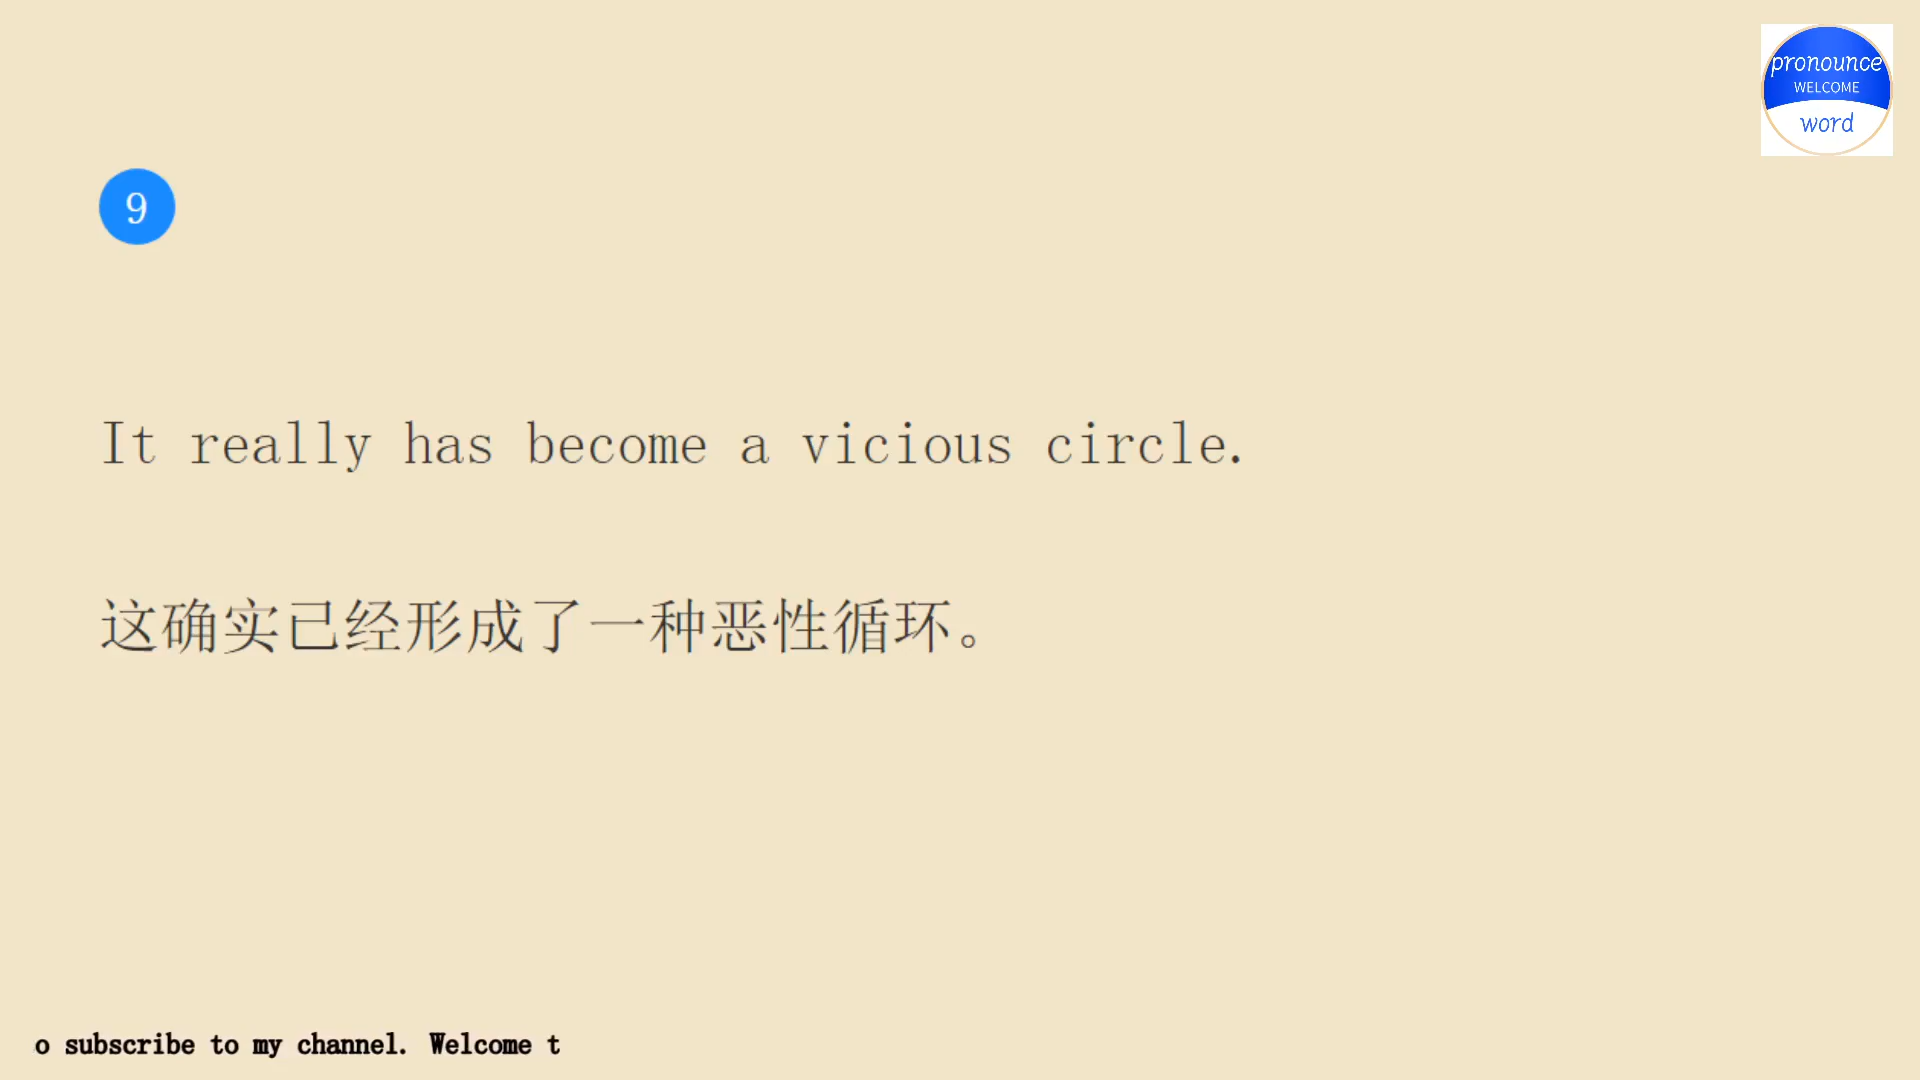 pronounce
WELCOME
word
9
It really has become a vicious circle.
这确实已经形成了一种恶性循环。
o subscribe to my channel. Welcome t